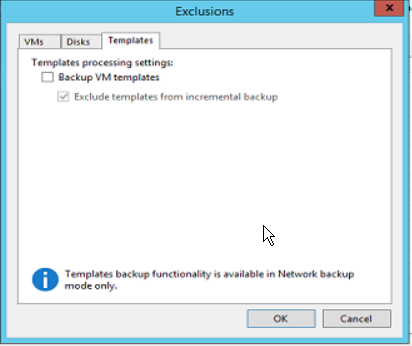 Exclusions
VMs Disks Templates
Templates processing settings:
Backup VM templates
Exclude templates from incremental backup
Templates backup functionality is available in Network backup
mode only.
OK Cancel